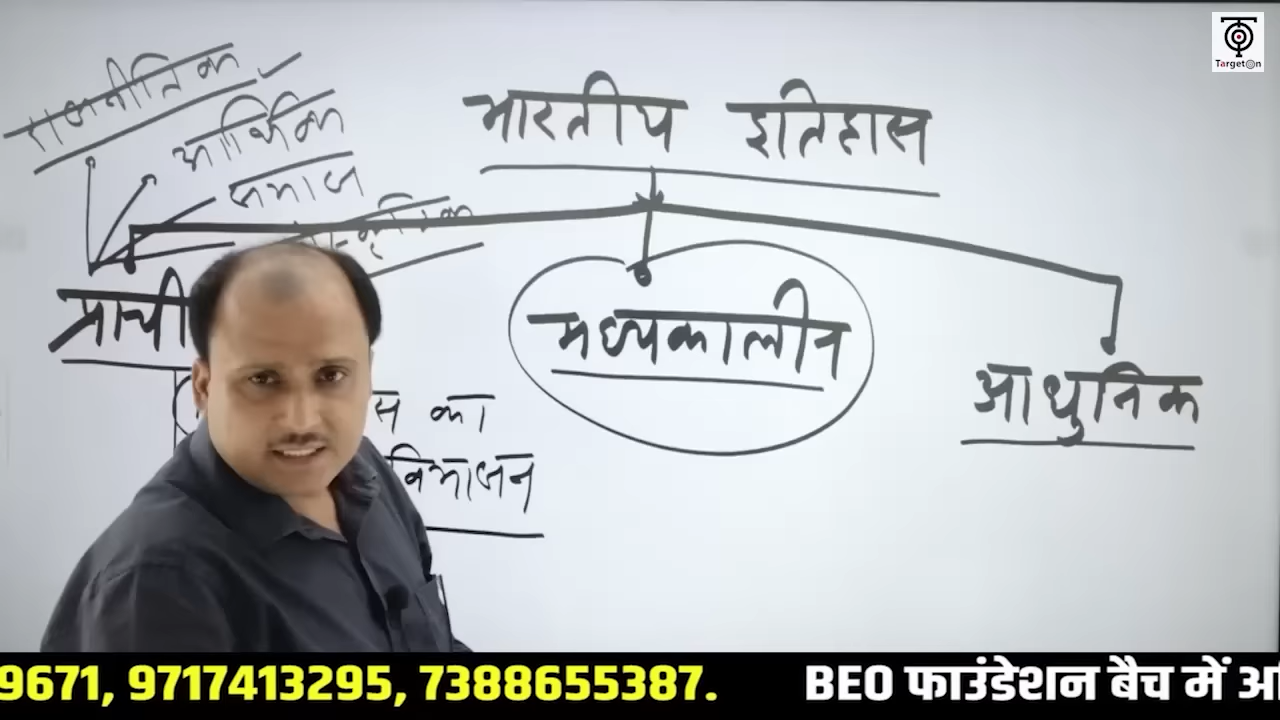 राजनीतिक
आर्थिक
समाज
भारतीय इतिहास
प्राची
मध्यकालीन
आधुनिक
स का
विभाजन
TargetOn
9671, 9717413295, 7388655387. BEO फाउंडेशन बैच में